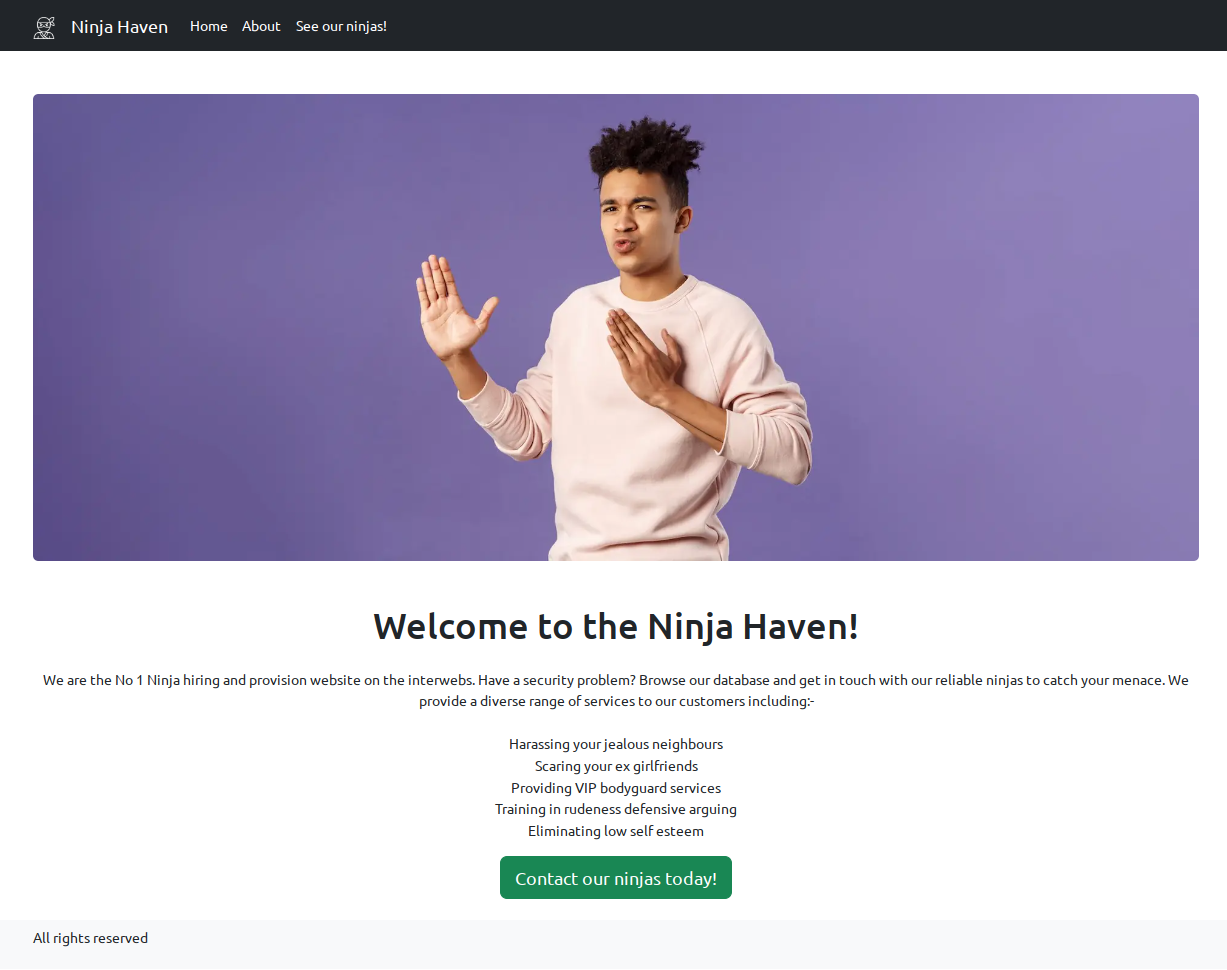 Ninja Haven Home About See our ninjas!
Welcome to the Ninja Haven!
We are the No 1 Ninja hiring and provision website on the interwebs. Have a security problem? Browse our database and get in touch with our reliable ninjas to catch your menace. We
provide a diverse range of services to our customers including:-
Harassing your jealous neighbours
Scaring your ex girlfriends
Providing VIP bodyguard services
Training in rudeness defensive arguing
Eliminating low self esteem
Contact our ninjas today!
All rights reserved